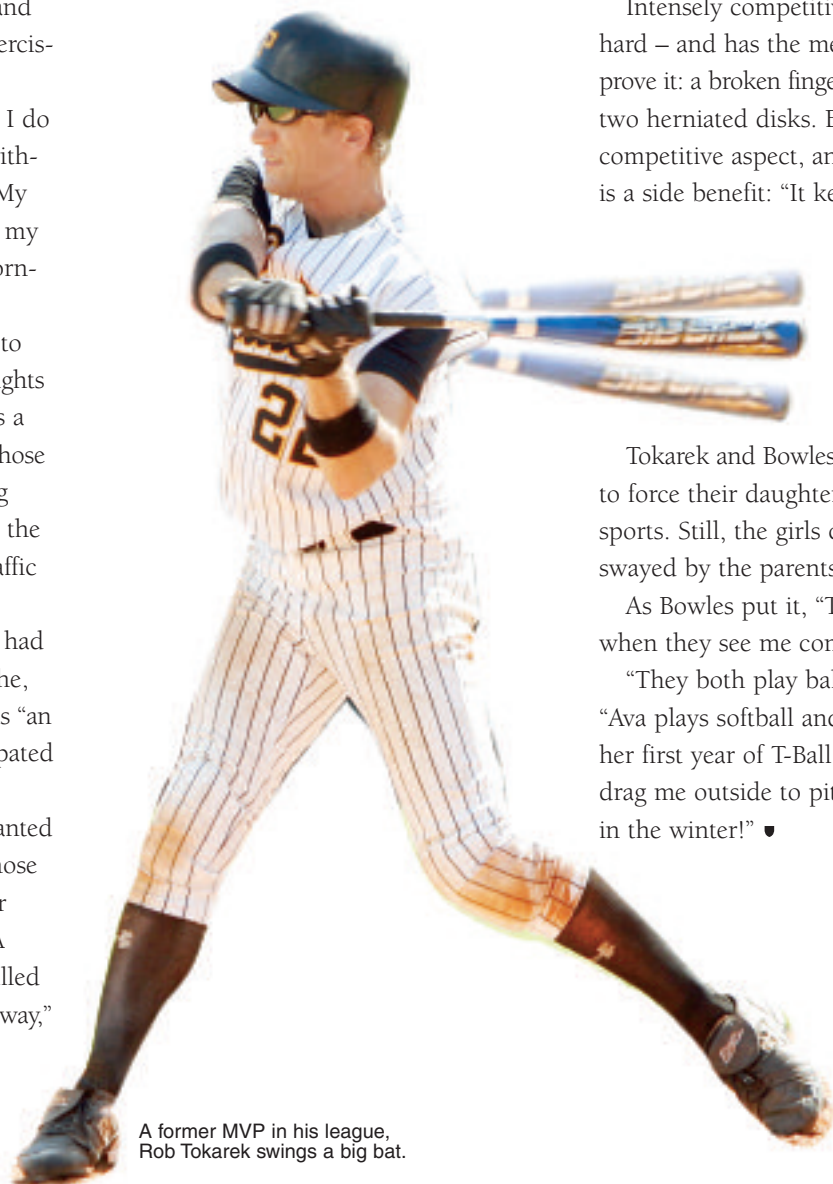 and
ercis-
I do
ith-
My
my
orn-
to
ghts
s a
hose
g
the
affic
had
he,
s “an
pated
anted
hose
r
A
lled
way,”
P
22
Intensely competitiv
hard – and has the me
prove it: a broken finge
two herniated disks.
competitive aspect, an
is a side benefit: “It ke
Tokarek and Bowles
to force their daughter
sports. Still, the girls c
swayed by the parents
As Bowles put it, “T
when they see me con
“They both play bal
“Ava plays softball and
her first year of T-Ball
drag me outside to pit
in the winter!”
A former MVP in his league,
Rob Tokarek swings a big bat.